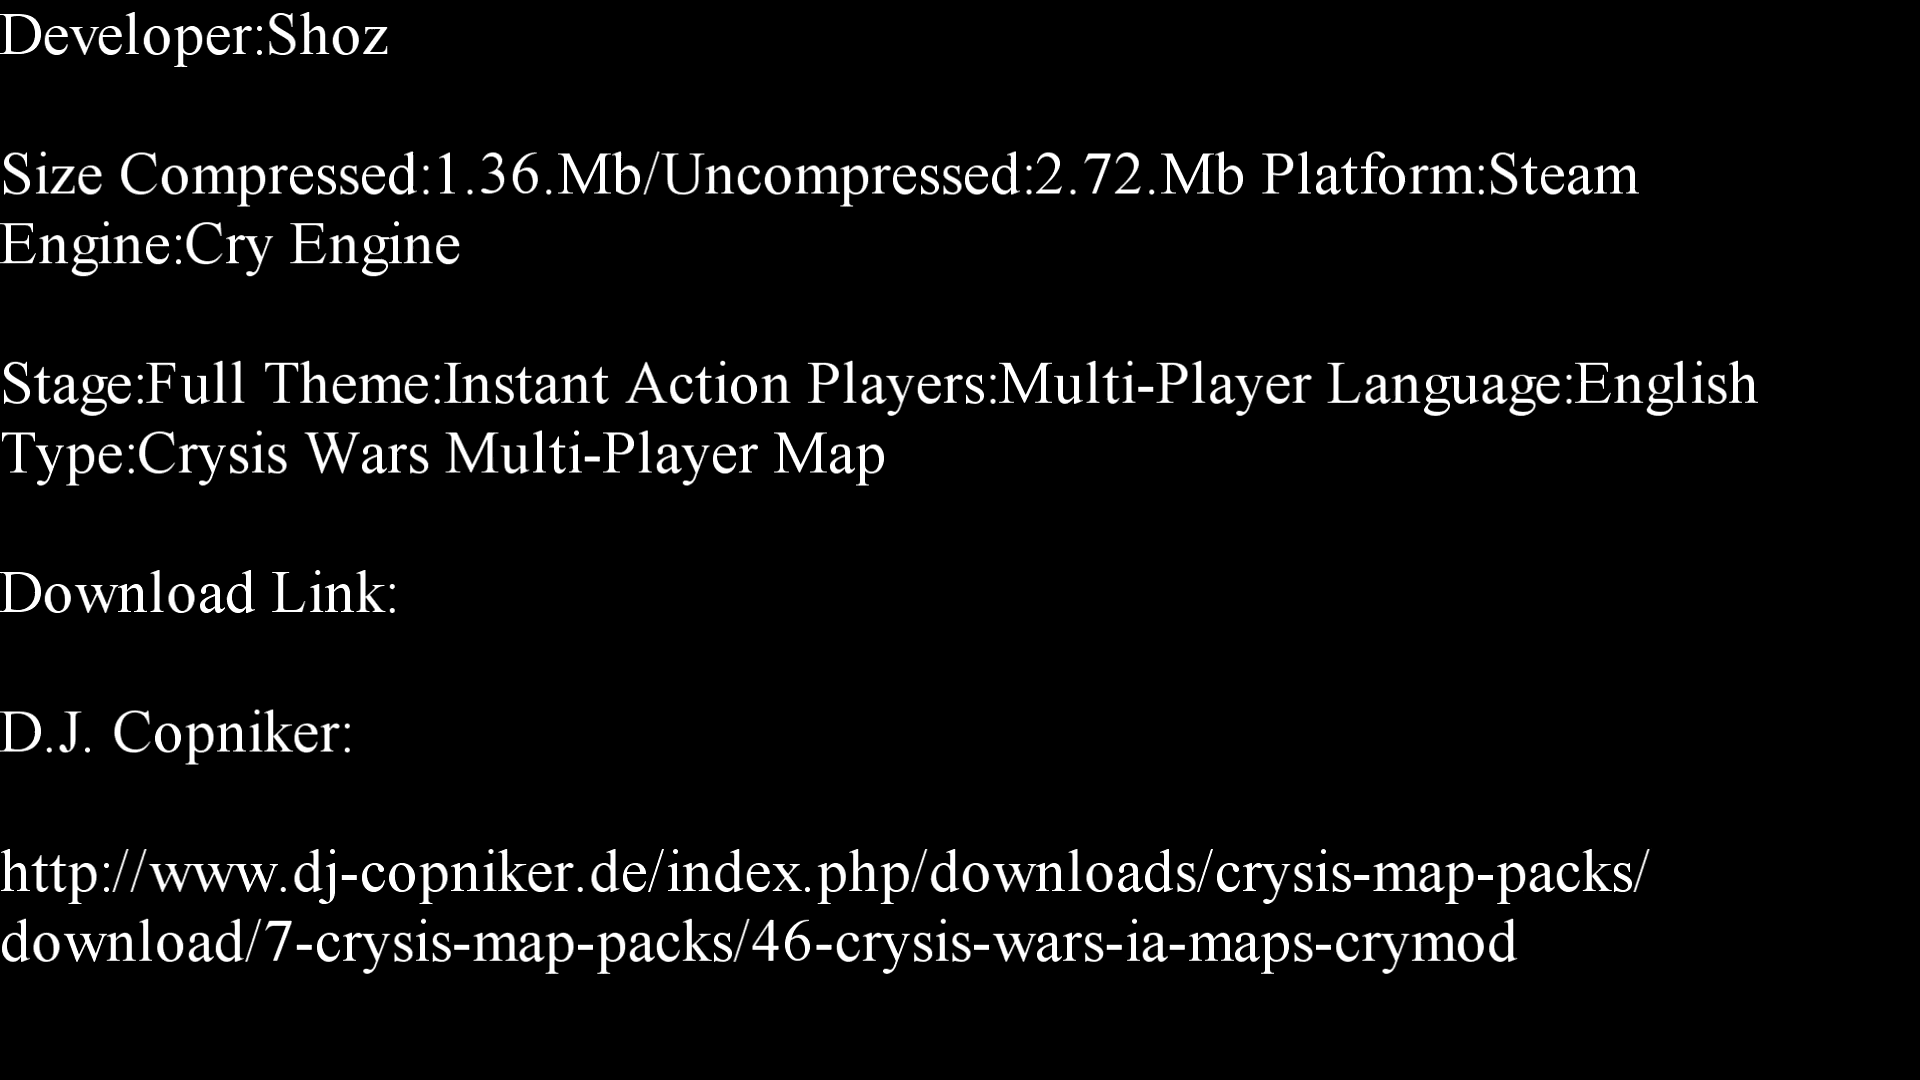 Developer:Shoz
Size Compressed:1.36.Mb/Uncompressed:2.72.Mb Platform:Steam
Engine:Cry Engine
Stage:Full Theme:Instant Action Players:Multi-Player Language:English
Type:Crysis Wars Multi-Player Map
Download Link:
D.J. Copniker:
http://www.dj-copniker.de/index.php/downloads/crysis-map-packs/
download/7-crysis-map-packs/46-crysis-wars-ia-maps-crymod